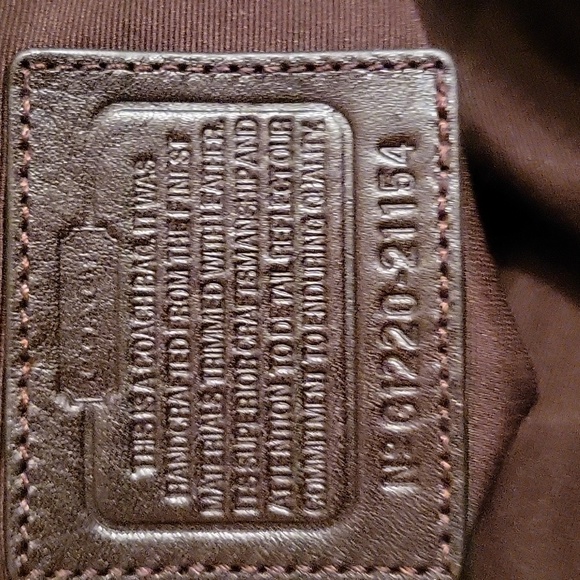 COACH
THIS IS A COACH BAG. IT WAS
HANDCRAFTED FROM THE FINEST
MATERIALS TRIMMED WITH LEATHER.
ITS SUPERIOR CRAFTSMANSHIP AND
ATTENTION TO DETAIL REFLECT OUR
COMMITMENT TO ENDURING QUALITY.
Nº G1220-21154